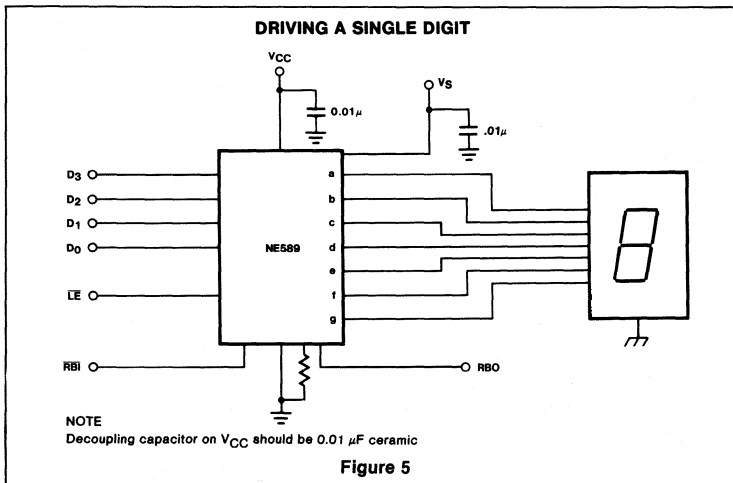 DRIVING A SINGLE DIGIT
VCC
VS
0.01μ
.01μ
D3
D2
D1
D0
LE
RBI
NE589
a
b
c
d
e
f
g
RBO
NOTE
Decoupling capacitor on VCC should be 0.01 μF ceramic
Figure 5